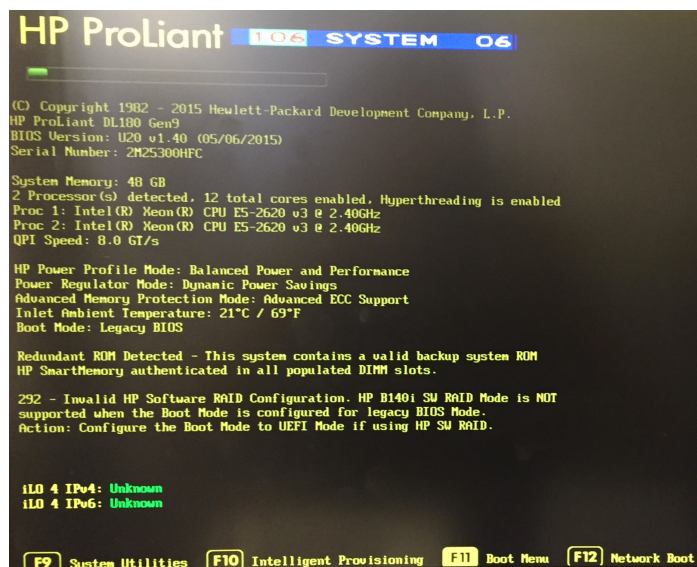 HP ProLiant 106 SYSTEM 06
(C) Copyright 1982 - 2015 Hewlett-Packard Development Company, L.P.
HP ProLiant DL180 Gen9
BIOS Version: U20 v1.40 (05/06/2015)
Serial Number: 2M25300HFC
System Memory: 48 GB
2 Processor(s) detected, 12 total cores enabled, Hyperthreading is enabled
Proc 1: Intel(R) Xeon(R) CPU E5-2620 v3 @ 2.40GHz
Proc 2: Intel(R) Xeon(R) CPU E5-2620 v3 @ 2.40GHz
QPI Speed: 8.0 GT/s
HP Power Profile Mode: Balanced Power and Performance
Power Regulator Mode: Dynamic Power Savings
Advanced Memory Protection Mode: Advanced ECC Support
Inlet Ambient Temperature: 21°C / 69°F
Boot Mode: Legacy BIOS
Redundant ROM Detected - This system contains a valid backup system ROM
HP SmartMemory authenticated in all populated DIMM slots.
292 - Invalid HP Software RAID Configuration. HP B140i SW RAID Mode is NOT
supported when the Boot Mode is configured for legacy BIOS Mode.
Action: Configure the Boot Mode to UEFI Mode if using HP SW RAID.
iLO 4 IPv4: Unknown
iLO 4 IPv6: Unknown
F9 System Utilities F10 Intelligent Provisioning F11 Boot Menu F12 Network Boot